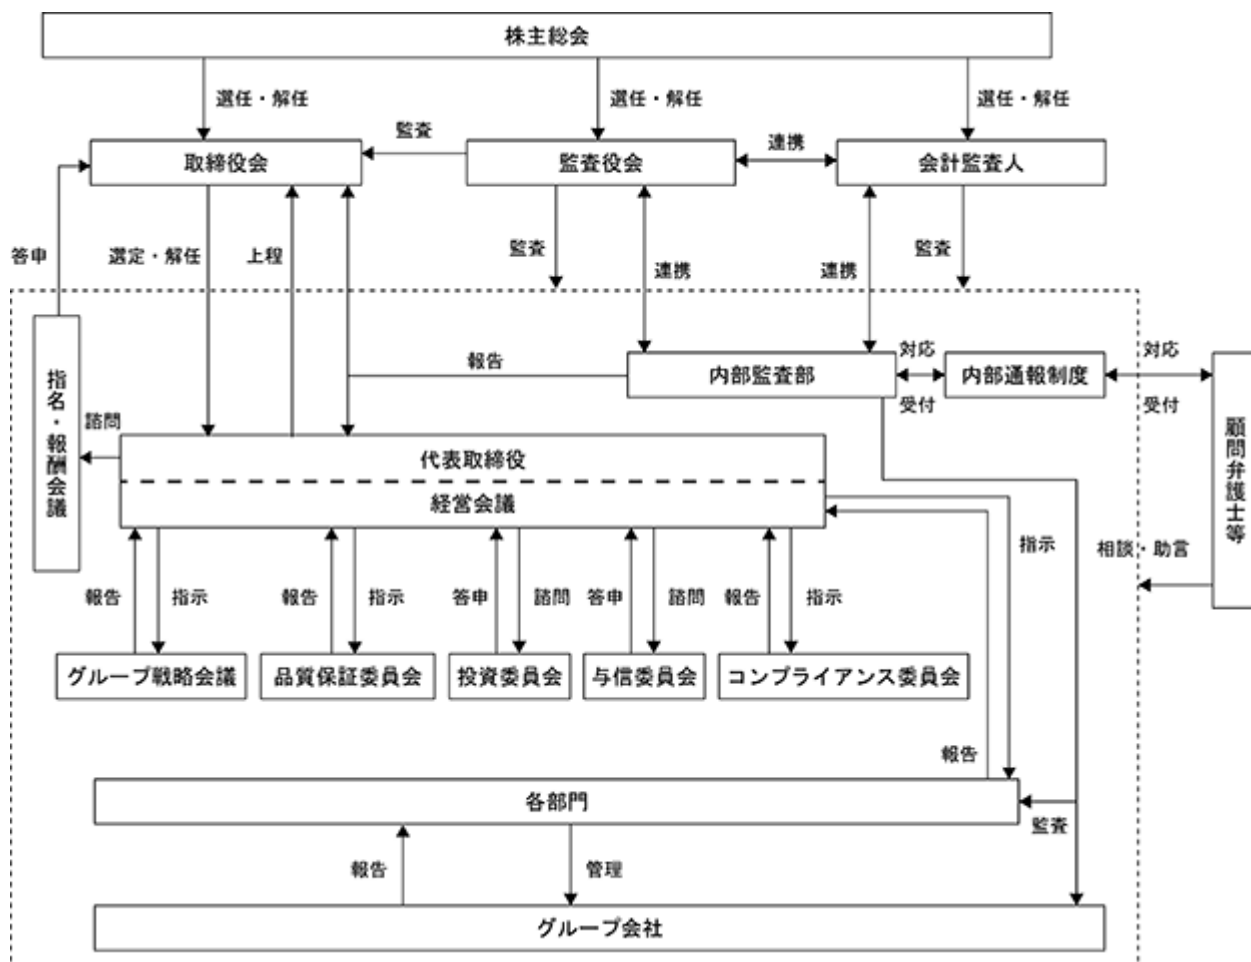 株主総会
選任・解任
選任・解任
選任・解任
取締役会
監査
監査役会
連携
会計監査人
答申
選定・解任
上程
監査
連携
連携
監査
指名・報酬会議
諮問
報告
内部監査部
対応
受付
内部通報制度
対応
受付
顧問弁護士等
代表取締役
経営会議
指示
相談・助言
報告
指示
報告
指示
答申
諮問
答申
諮問
報告
指示
グループ戦略会議
品質保証委員会
投資委員会
与信委員会
コンプライアンス委員会
報告
各部門
監査
報告
管理
グループ会社